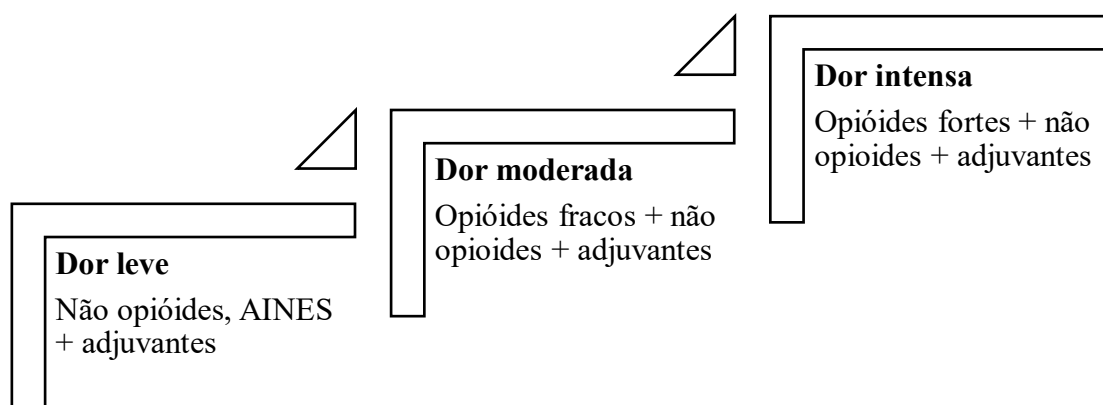 Dor leve
Não opióides, AINES
+ adjuvantes
Dor moderada
Opióides fracos + não
opioides + adjuvantes
Dor intensa
Opióides fortes + não
opioides + adjuvantes